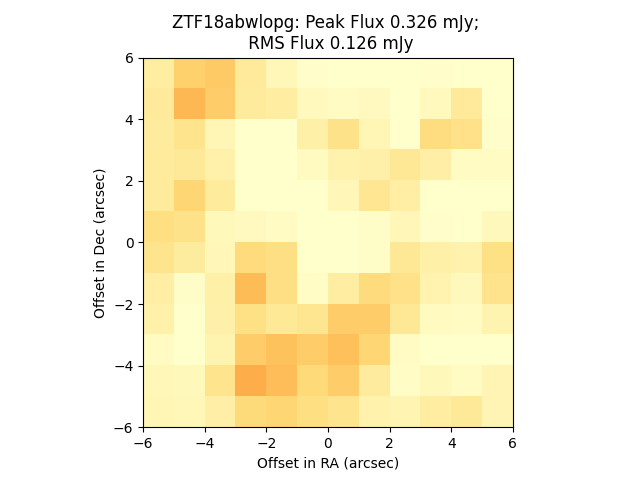 ZTF18abwlopg: Peak Flux 0.326 mJy;
RMS Flux 0.126 mJy
6
4
2
0
−2
−4
−6
Offset in Dec (arcsec)
−6 −4 −2 0 2 4 6
Offset in RA (arcsec)